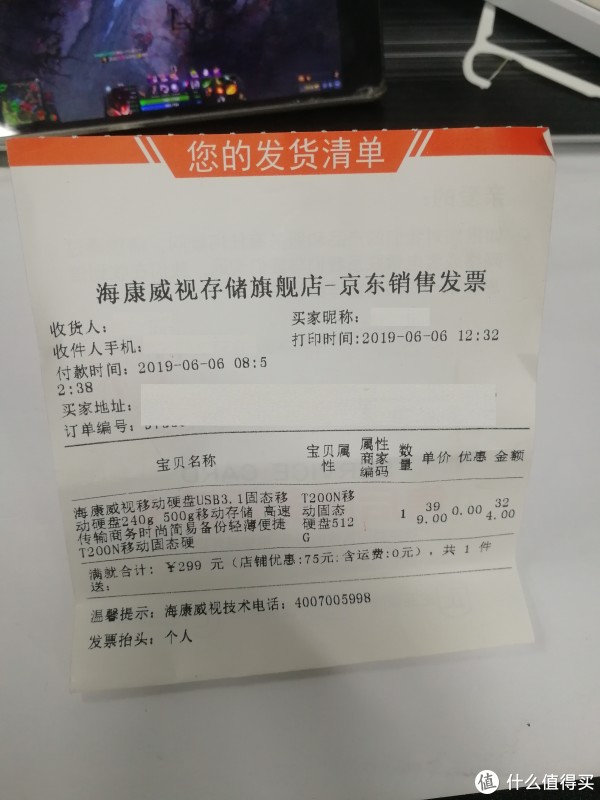 您的发货清单
海康威视存储旗舰店-京东销售发票
收货人:
买家昵称:
收件人手机:
打印时间:2019-06-06 12:32
付款时间: 2019-06-06 08:5
2:38
买家地址:
订单编号:
宝贝名称 宝贝属性 属性商家编码 数量 单价 优惠 金额
海康威视移动硬盘USB3.1固态移 T200N移
动硬盘240g 500g移动存储 高速 动固态 1 39 0.00 32
传输商务时尚简易备份轻薄便捷 硬盘512 9.00 4.00
T200N移动固态硬 G
满就送: 合计: ¥299 元 (店铺优惠:75元;含运费:0元), 共 1 件
温馨提示: 海康威视技术电话: 4007005998
发票抬头: 个人
值 什么值得买